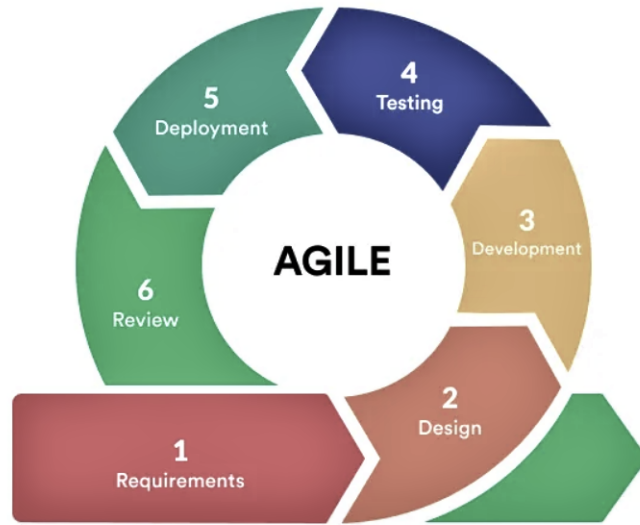 4
Testing
5
Deployment
3
Development
AGILE
6
Review
2
Design
1
Requirements